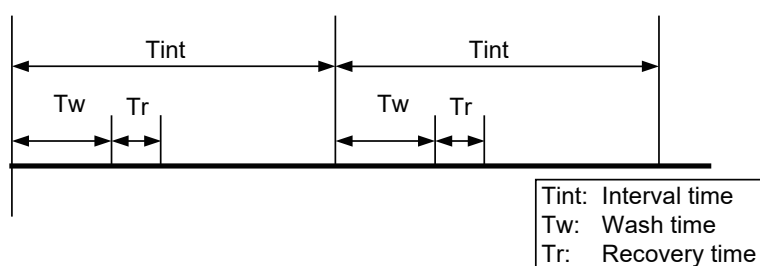 Tint Tint
Tw Tr Tw Tr
Tint: Interval time
Tw: Wash time
Tr: Recovery time